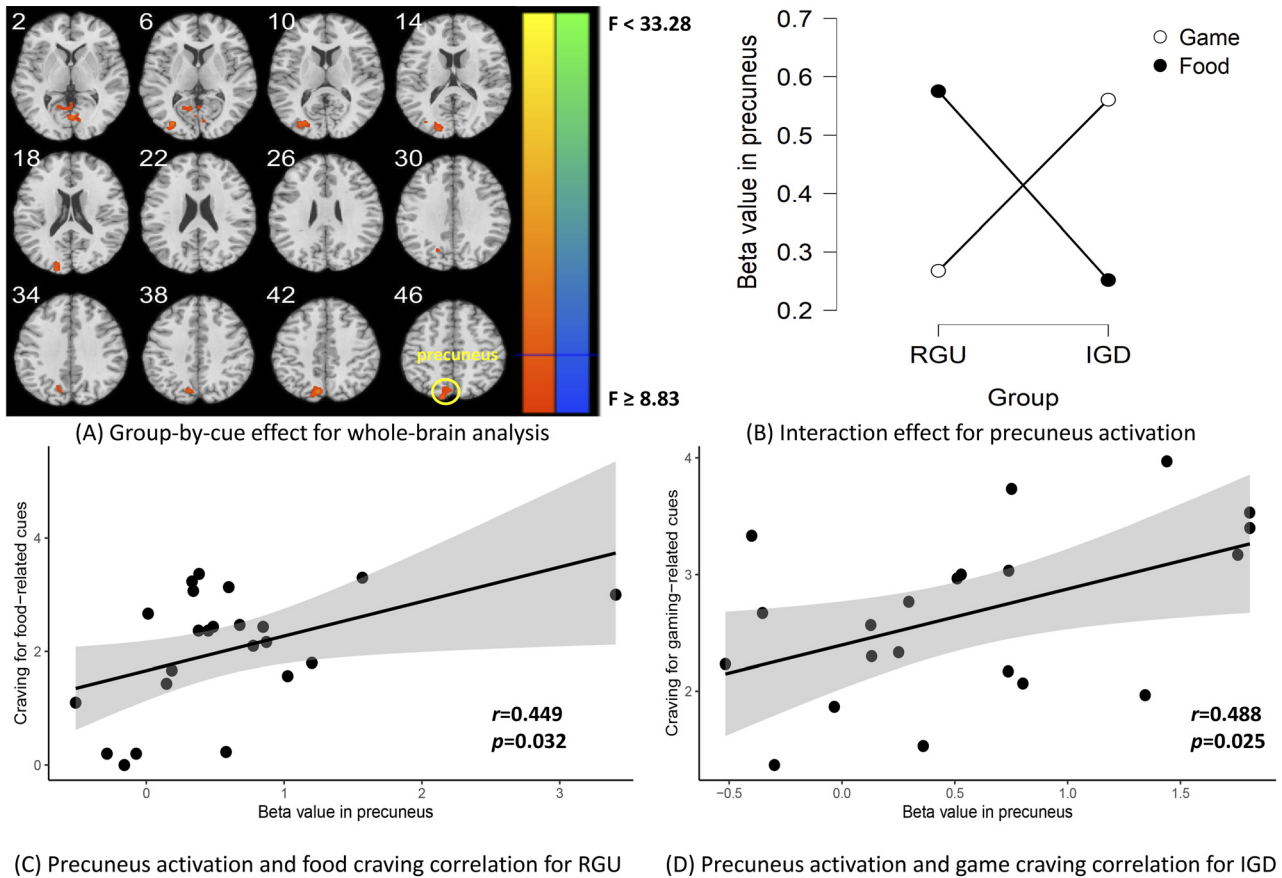 2 6 10 14
F < 33.28
18 22 26 30
34 38 42 46
precuneus
F ≥ 8.83
(A) Group-by-cue effect for whole-brain analysis
0.7
0.6
0.5
0.4
0.3
0.2
Beta value in precuneus
Game
Food
RGU IGD
Group
(B) Interaction effect for precuneus activation
Craving for food−related cues
4
2
0
r=0.449
p=0.032
0 1 2 3
Beta value in precuneus
(C) Precuneus activation and food craving correlation for RGU
Craving for gaming−related cues
4
3
2
r=0.488
p=0.025
−0.5 0.0 0.5 1.0 1.5
Beta value in precuneus
(D) Precuneus activation and game craving correlation for IGD